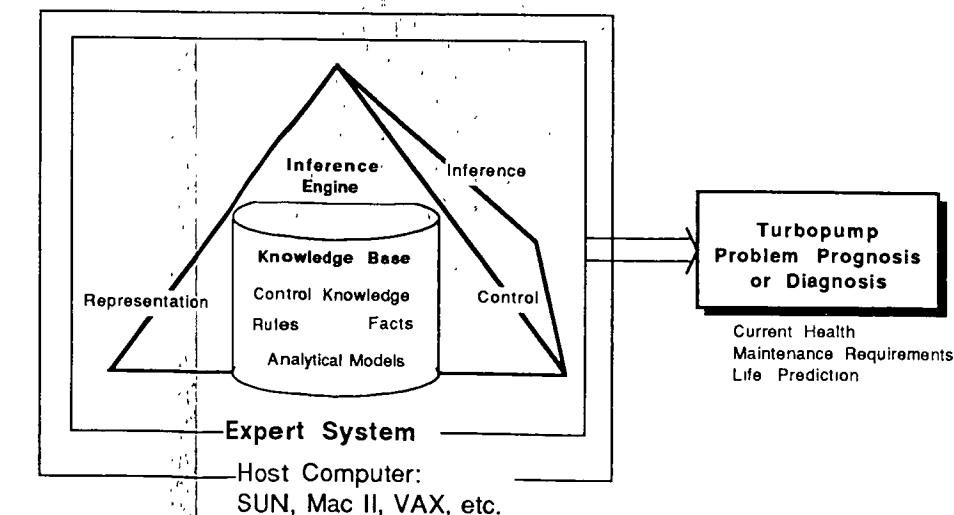 Inference
Engine
Inference
Knowledge Base
Representation
Control Knowledge
Control
Rules Facts
Analytical Models
Expert System
Host Computer:
SUN, Mac II, VAX, etc.
Turbopump
Problem Prognosis
or Diagnosis
Current Health
Maintenance Requirements
Life Prediction